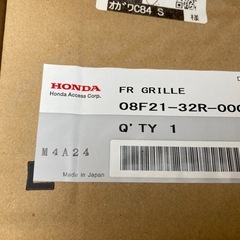 オガワC84 S
様
HONDA
Honda Access Corp.
FR GRILLE
08F21-32R-00
Q'TY 1
M4A24
Made in Japan